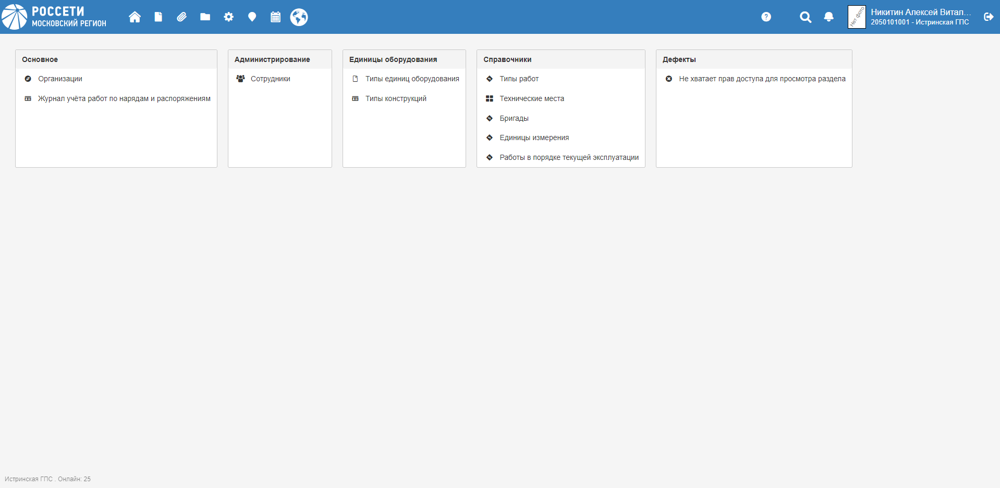 РОССЕТИ
МОСКОВСКИЙ РЕГИОН
Нет фото
Никитин Алексей Витал...
2050101001 - Истринская ГПС
Основное
Организации
Журнал учёта работ по нарядам и распоряжениям
Администрирование
Сотрудники
Единицы оборудования
Типы единиц оборудования
Типы конструкций
Справочники
Типы работ
Технические места
Бригады
Единицы измерения
Работы в порядке текущей эксплуатации
Дефекты
Не хватает прав доступа для просмотра раздела
Истринская ГПС . Онлайн: 25